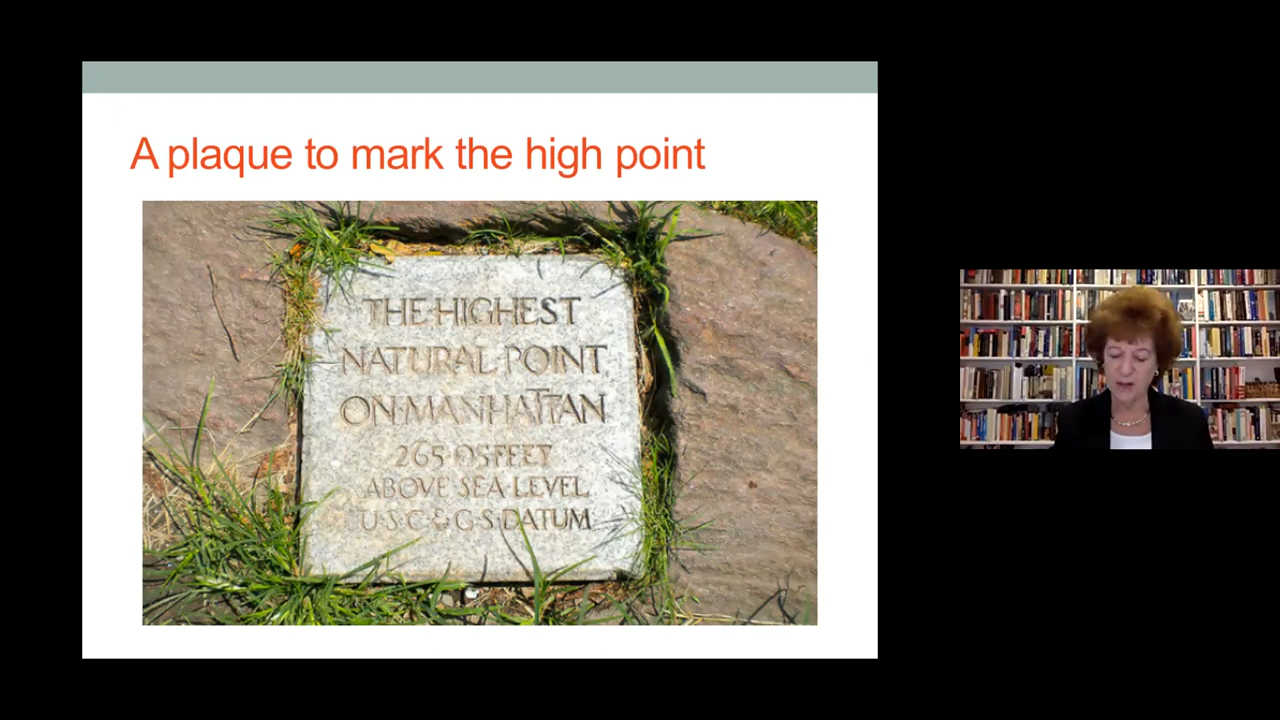 A plaque to mark the high point
THE HIGHEST
NATURAL POINT
ON·MANHATTAN
265·05 FEET
ABOVE SEA LEVEL
U·S·C·&·G·S·DATUM